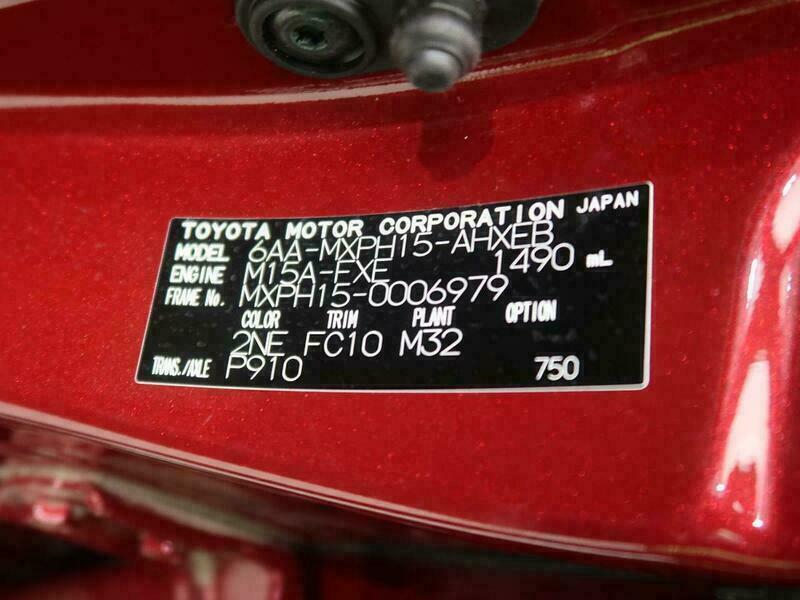 TOYOTA MOTOR CORPORATION JAPAN
MODEL 6AA-MXPH15-AHXEB
ENGINE M15A-FXE 1490 mL
FRAME No. MXPH15-0006979
COLOR TRIM PLANT OPTION
2NE FC10 M32
TRANS./AXLE P910 750